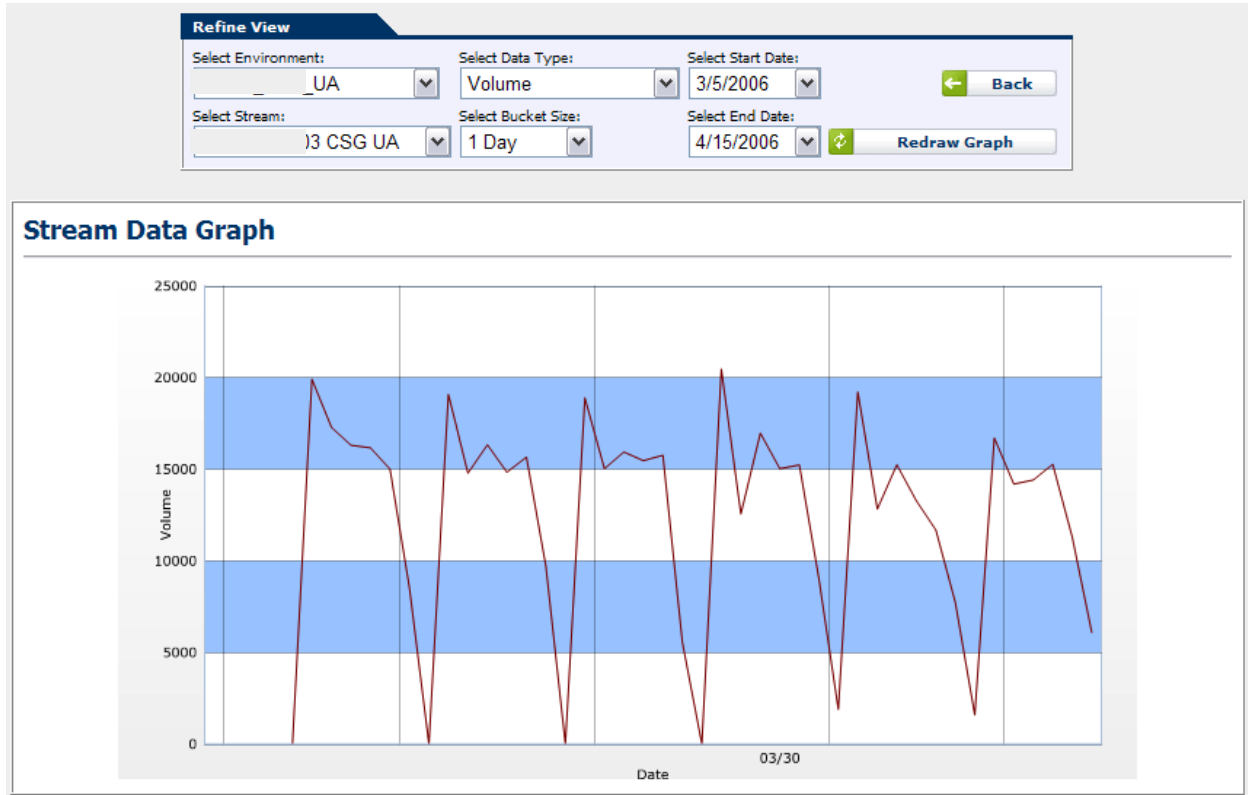 Refine View
Select Environment: Select Data Type: Select Start Date:
_ _UA Volume 3/5/2006 Back
Select Stream: Select Bucket Size: Select End Date:
03 CSG UA 1 Day 4/15/2006 Redraw Graph
Stream Data Graph
25000
20000
15000
Volume
10000
5000
0
03/30
Date